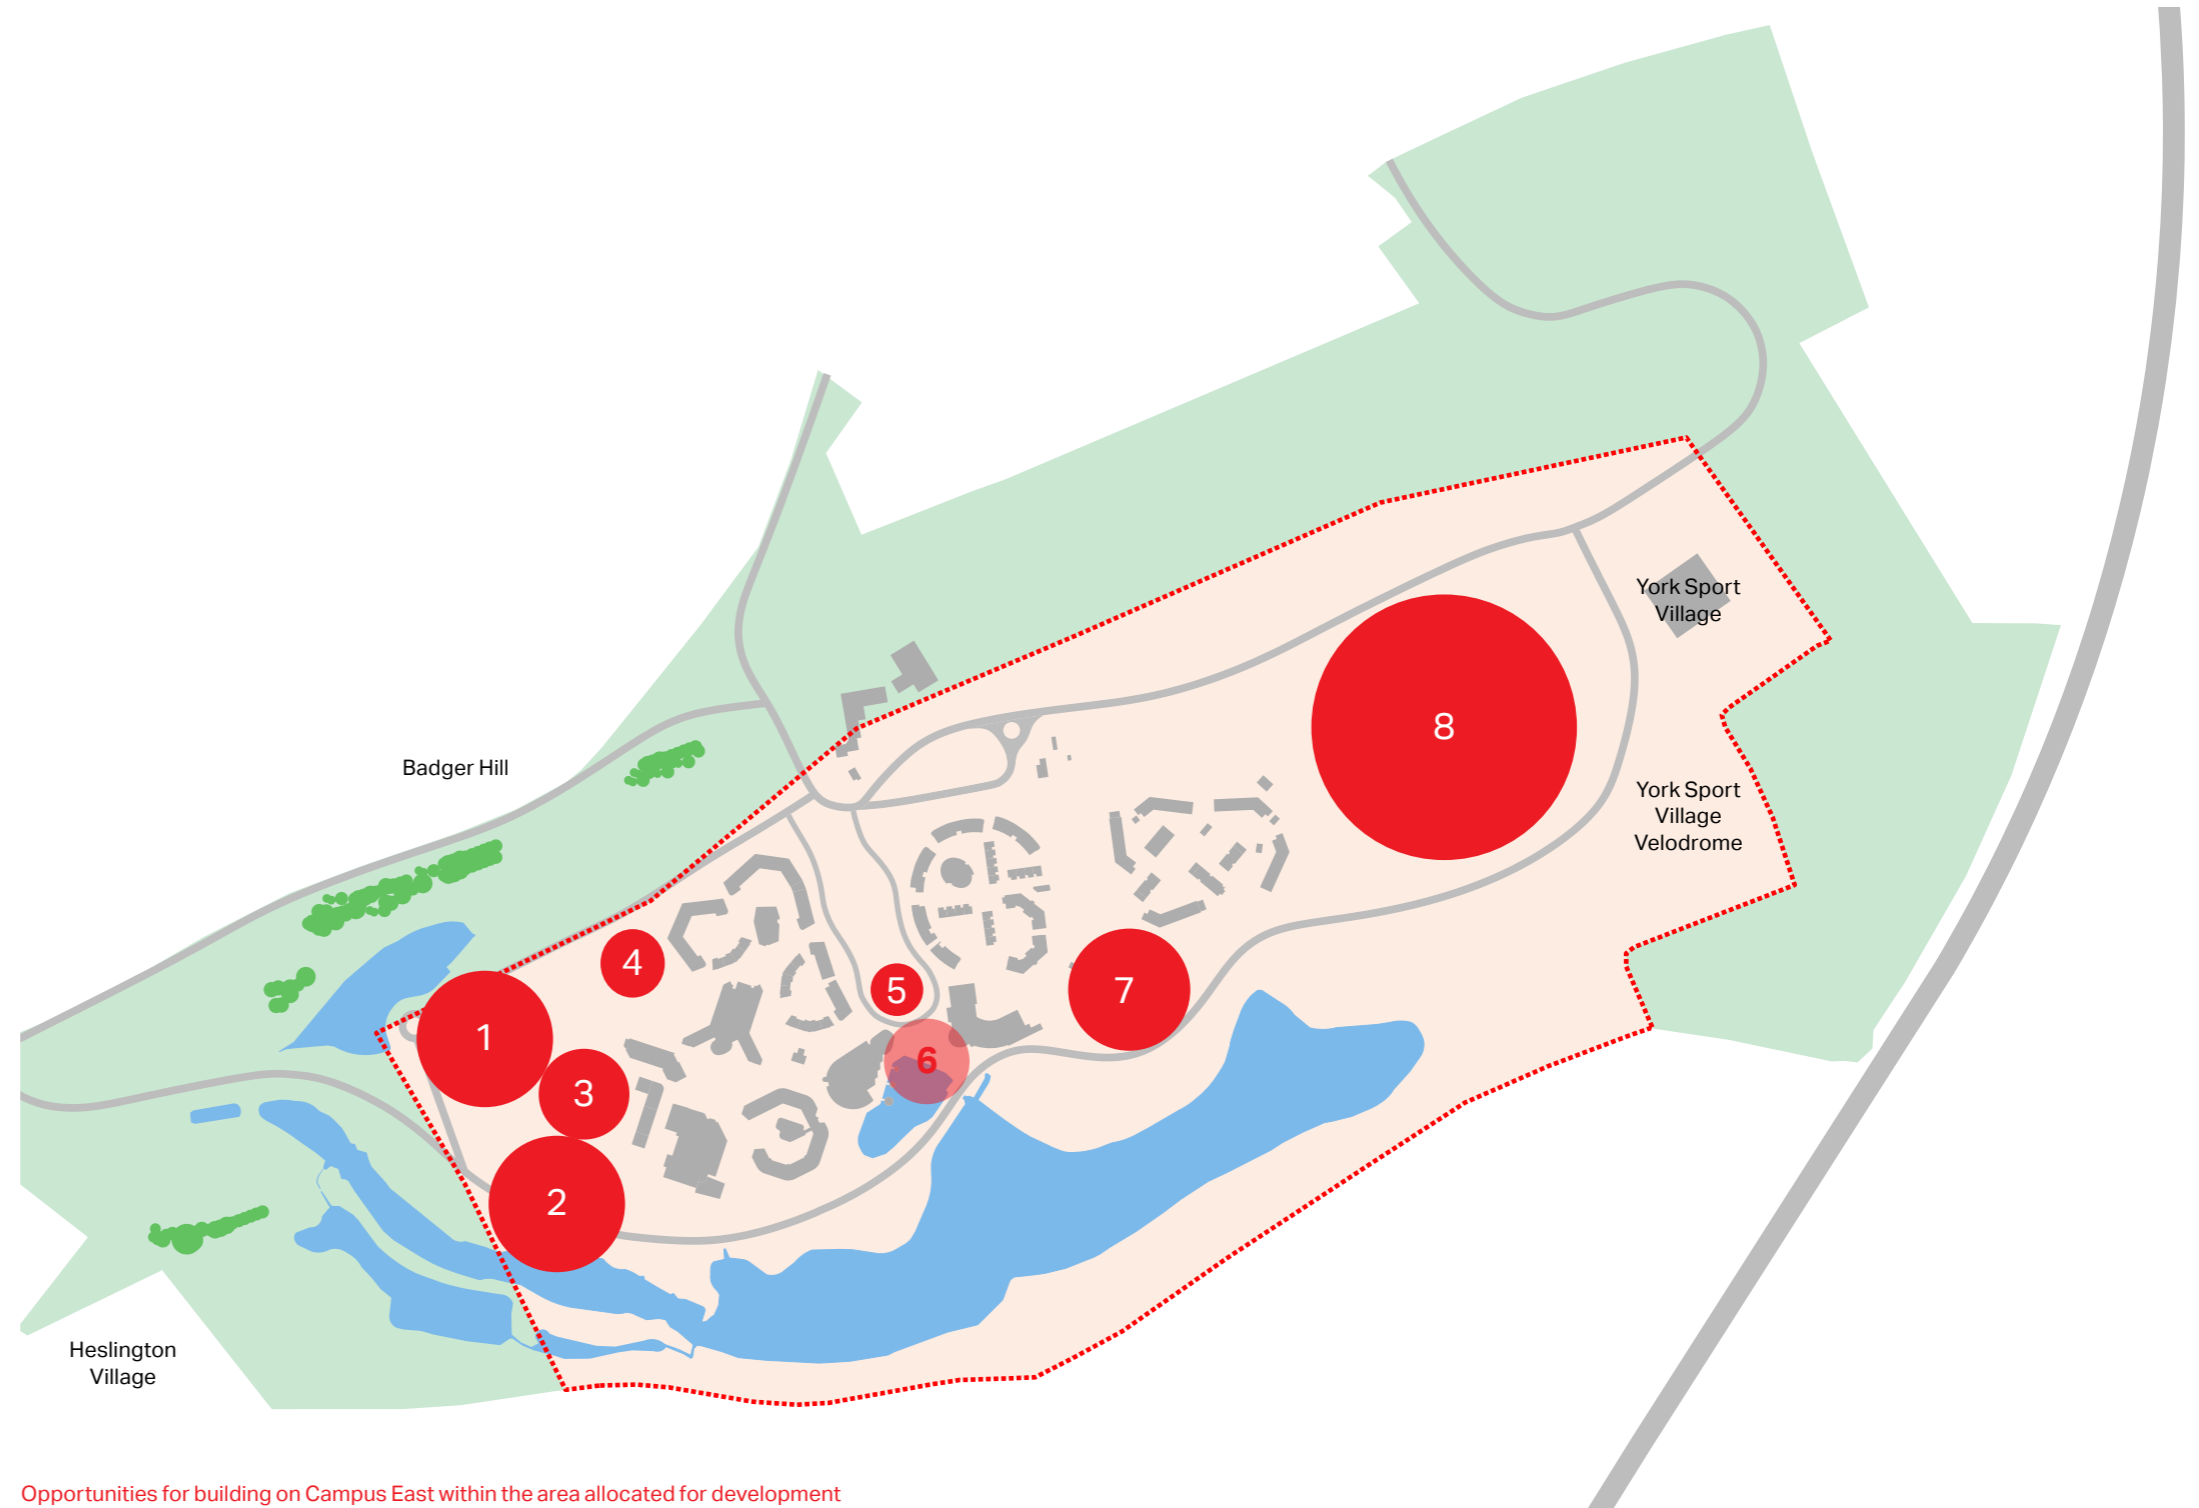 York Sport
Village
8
Badger Hill
York Sport
Village
Velodrome
4
5
7
1
6
3
2
Heslington
Village
Opportunities for building on Campus East within the area allocated for development